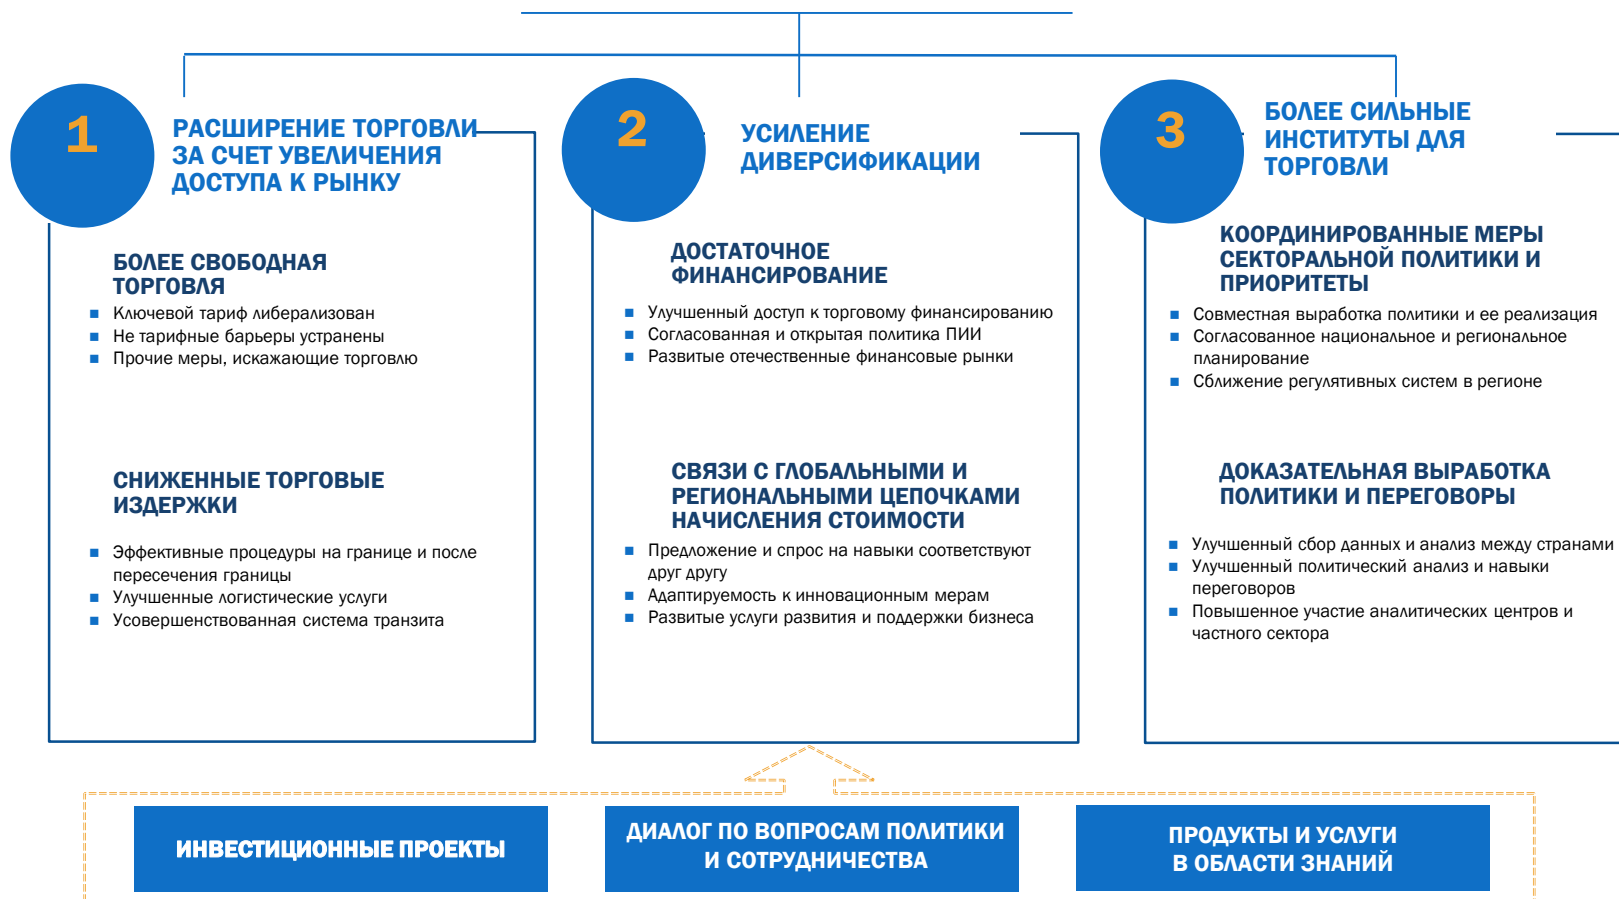 1
РАСШИРЕНИЕ ТОРГОВЛИ
ЗА СЧЕТ УВЕЛИЧЕНИЯ
ДОСТУПА К РЫНКУ
БОЛЕЕ СВОБОДНАЯ
ТОРГОВЛЯ
Ключевой тариф либерализован
Не тарифные барьеры устранены
Прочие меры, искажающие торговлю
СНИЖЕННЫЕ ТОРГОВЫЕ
ИЗДЕРЖКИ
Эффективные процедуры на границе и после
пересечения границы
Улучшенные логистические услуги
Усовершенствованная система транзита
2
УСИЛЕНИЕ
ДИВЕРСИФИКАЦИИ
ДОСТАТОЧНОЕ
ФИНАНСИРОВАНИЕ
Улучшенный доступ к торговому финансированию
Согласованная и открытая политика ПИИ
Развитые отечественные финансовые рынки
СВЯЗИ С ГЛОБАЛЬНЫМИ И
РЕГИОНАЛЬНЫМИ ЦЕПОЧКАМИ
НАЧИСЛЕНИЯ СТОИМОСТИ
Предложение и спрос на навыки соответствуют
друг другу
Адаптируемость к инновационным мерам
Развитые услуги развития и поддержки бизнеса
3
БОЛЕЕ СИЛЬНЫЕ
ИНСТИТУТЫ ДЛЯ
ТОРГОВЛИ
КООРДИНИРОВАННЫЕ МЕРЫ
СЕКТОРАЛЬНОЙ ПОЛИТИКИ И
ПРИОРИТЕТЫ
Совместная выработка политики и ее реализация
Согласованное национальное и региональное
планирование
Сближение регулятивных систем в регионе
ДОКАЗАТЕЛЬНАЯ ВЫРАБОТКА
ПОЛИТИКИ И ПЕРЕГОВОРЫ
Улучшенный сбор данных и анализ между странами
Улучшенный политический анализ и навыки
переговоров
Повышенное участие аналитических центров и
частного сектора
ИНВЕСТИЦИОННЫЕ ПРОЕКТЫ
ДИАЛОГ ПО ВОПРОСАМ ПОЛИТИКИ
И СОТРУДНИЧЕСТВА
ПРОДУКТЫ И УСЛУГИ
В ОБЛАСТИ ЗНАНИЙ